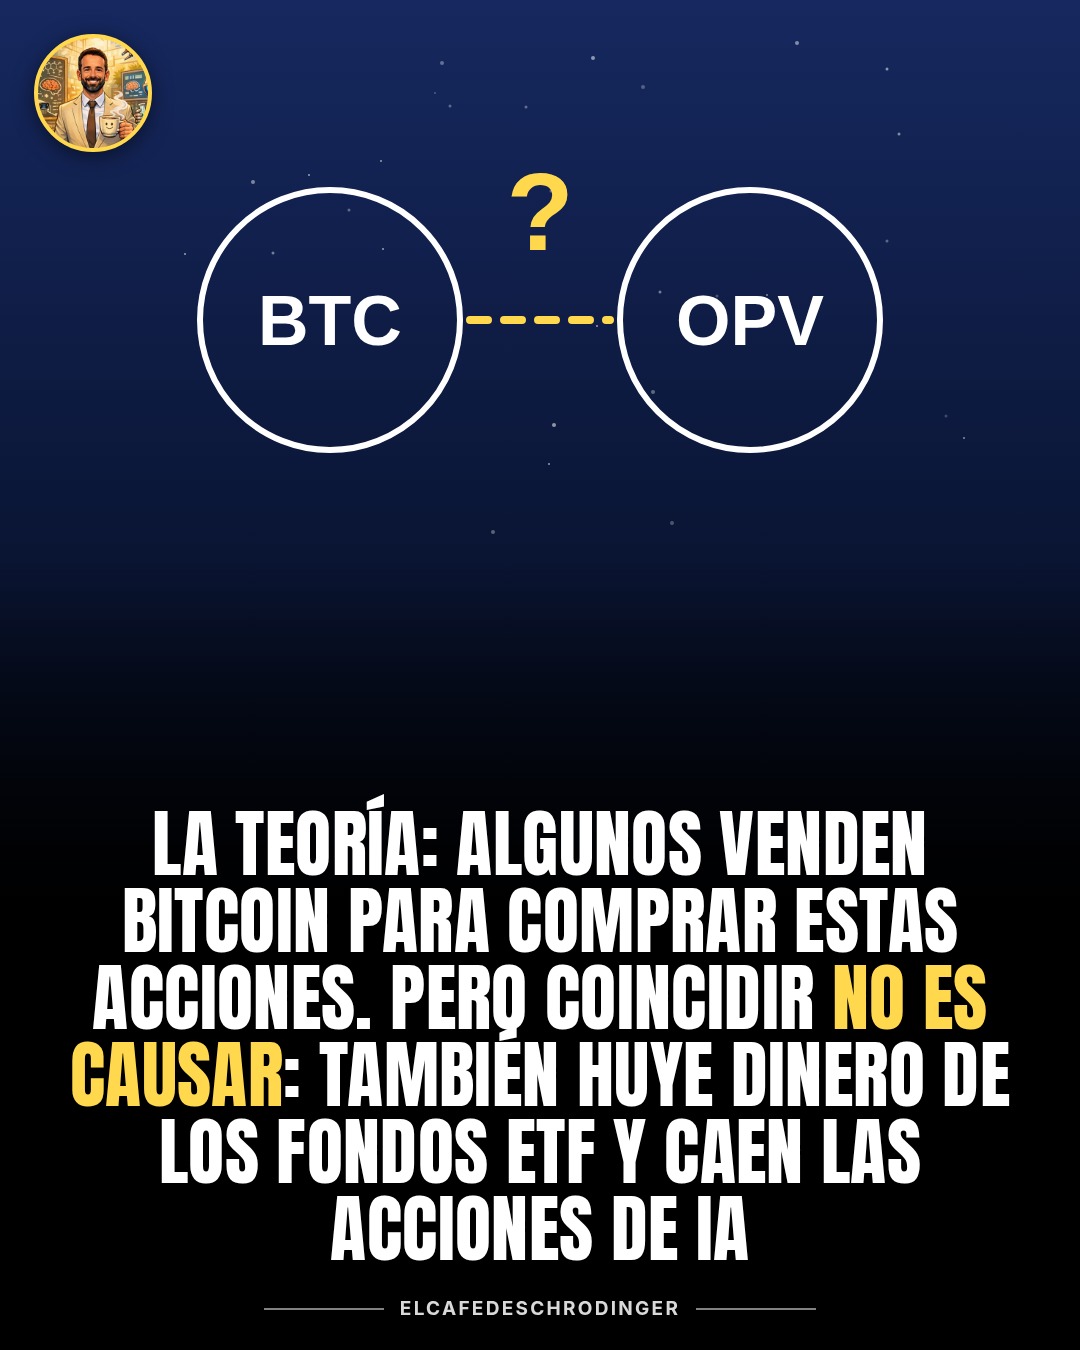 ?
BTC
OPV
LA TEORÍA: ALGUNOS VENDEN
BITCOIN PARA COMPRAR ESTAS
ACCIONES. PERO COINCIDIR NO ES
CAUSAR: TAMBIÉN HUYE DINERO DE
LOS FONDOS ETF Y CAEN LAS
ACCIONES DE IA
ELCAFEDESCHRODINGER